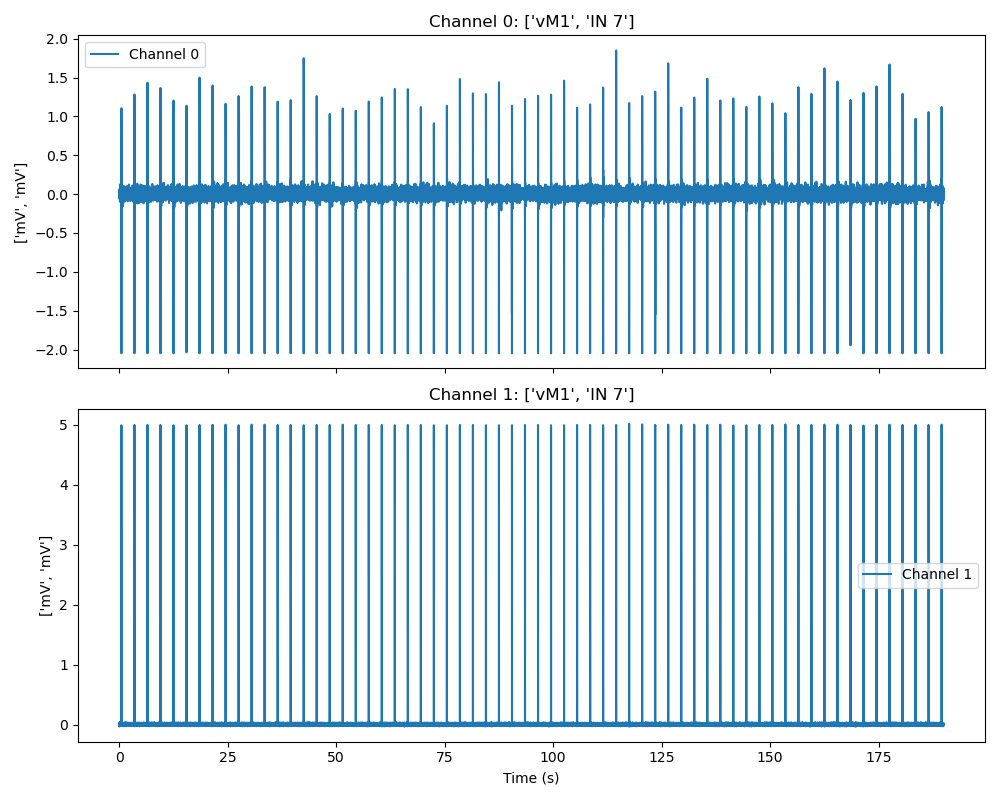 Channel 0: ['vM1', 'IN 7']
Channel 0
2.0
1.5
1.0
0.5
0.0
−0.5
−1.0
−1.5
−2.0
['mV', 'mV']
Channel 1: ['vM1', 'IN 7']
Channel 1
5
4
3
2
1
0
['mV', 'mV']
0 25 50 75 100 125 150 175
Time (s)